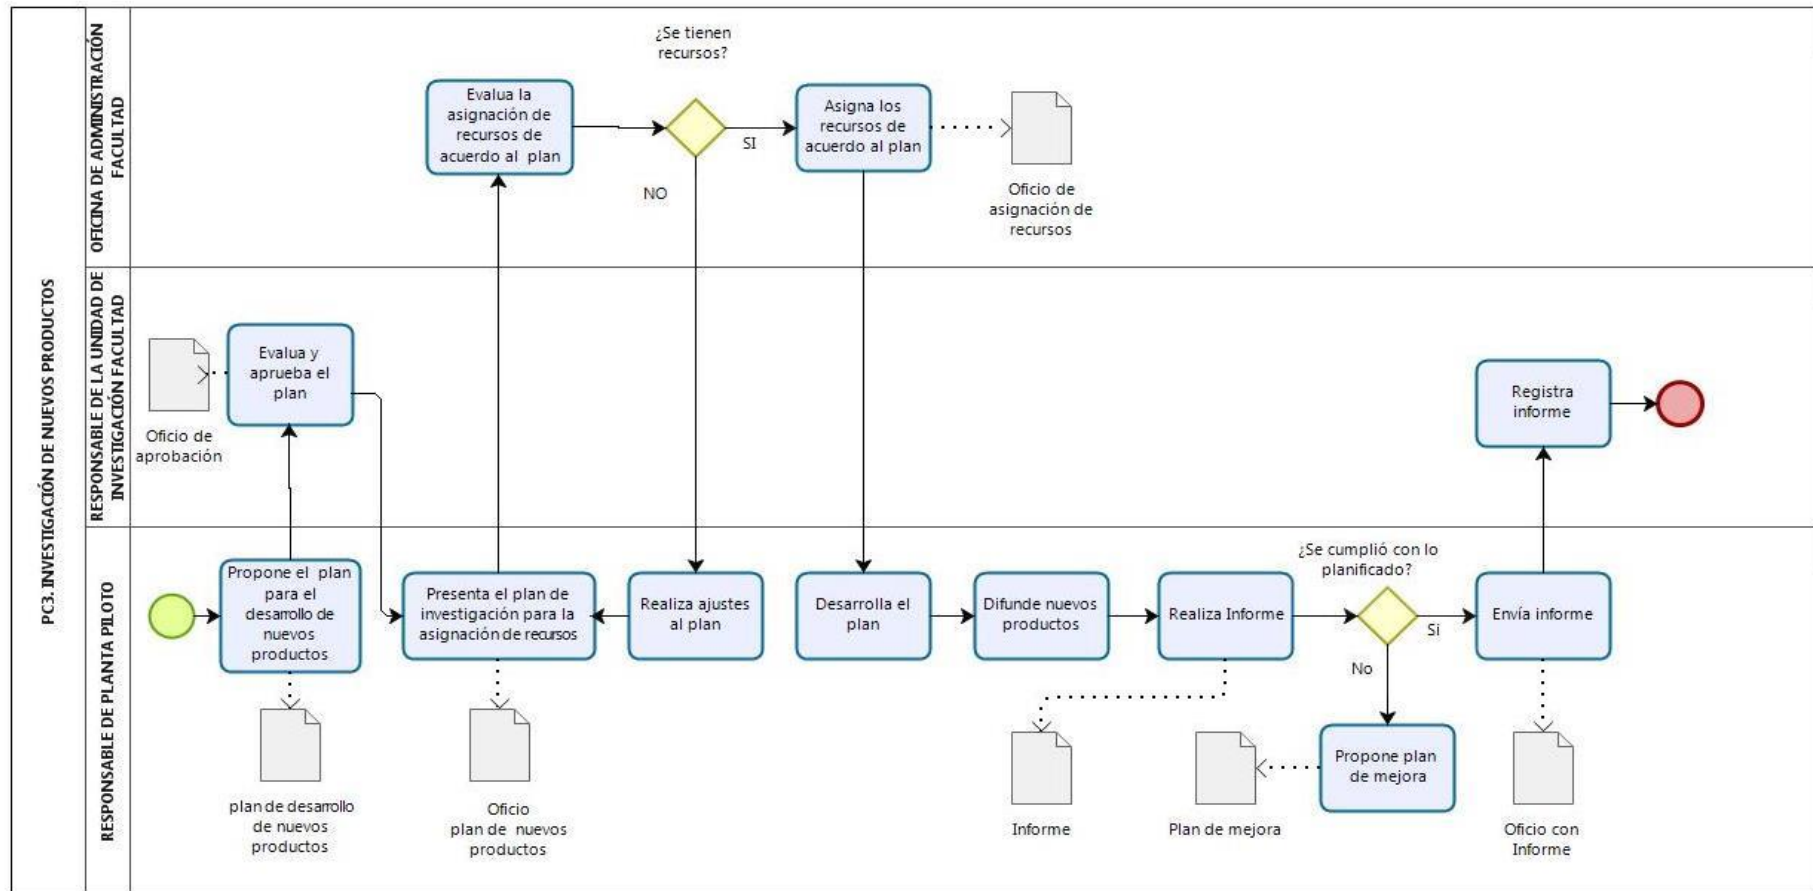 PC3. INVESTIGACIÓN DE NUEVOS PRODUCTOS
OFICINA DE ADMINISTRACIÓN
FACULTAD
¿Se tienen
recursos?
Evalua la
asignación de
recursos de
acuerdo al plan
SI
NO
Asigna los
recursos de
acuerdo al plan
Oficio de
asignación de
recursos
RESPONSABLE DE LA UNIDAD DE
INVESTIGACIÓN FACULTAD
Oficio de
aprobación
Evalua y
aprueba el
plan
Registra
informe
RESPONSABLE DE PLANTA PILOTO
Propone el plan
para el
desarrollo de
nuevos
productos
Presenta el plan de
investigación para la
asignación de recursos
Realiza ajustes
al plan
Desarrolla el
plan
Difunde nuevos
productos
Realiza Informe
¿Se cumplió con lo
planificado?
Si
No
Envía informe
plan de desarrollo
de nuevos
productos
Oficio
plan de nuevos
productos
Informe
Plan de mejora
Propone plan
de mejora
Oficio con
Informe